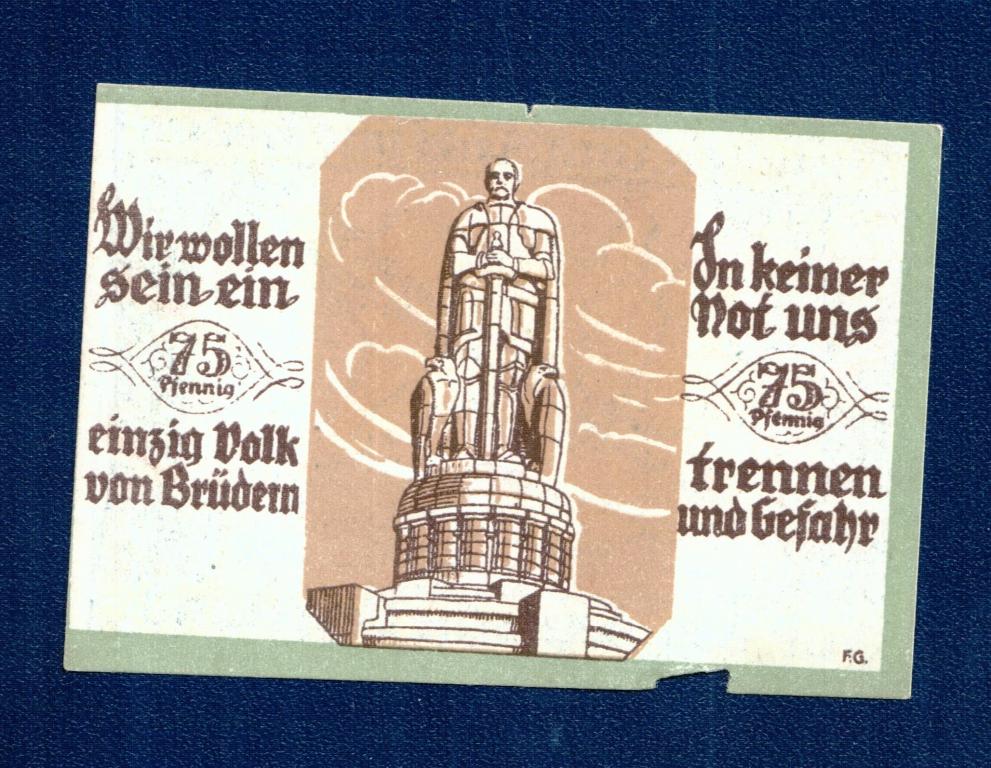 Wir wollen
sein ein
75
Pfennig
einzig Volk
von Brüdern
In keiner
Not uns
75
Pfennig
trennen
und Gefahr
F.G.